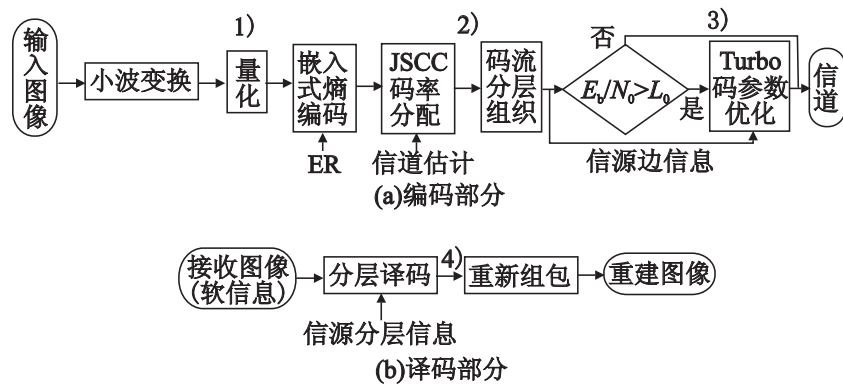 输入图像
小波变换
1)
量化
嵌入式熵编码
ER
JSCC码率分配
信道估计
2)
码流分层组织
否
E_b/N_0>L_0
是
3)
Turbo码参数优化
信道
信源边信息
(a)编码部分
接收图像
(软信息)
分层译码
4)
重新组包
重建图像
信源分层信息
(b)译码部分